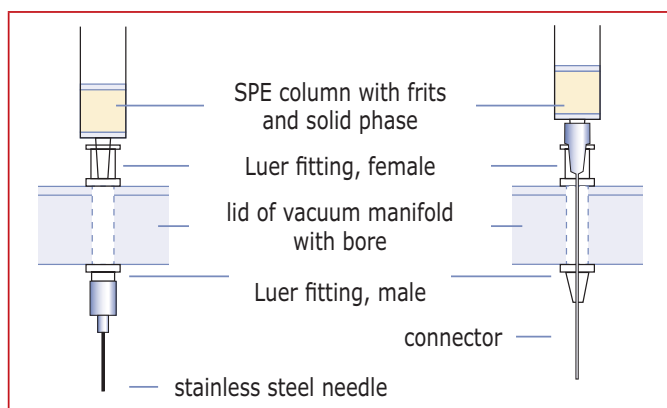 SPE column with frits
and solid phase
Luer fitting, female
lid of vacuum manifold
with bore
Luer fitting, male
connector
stainless steel needle